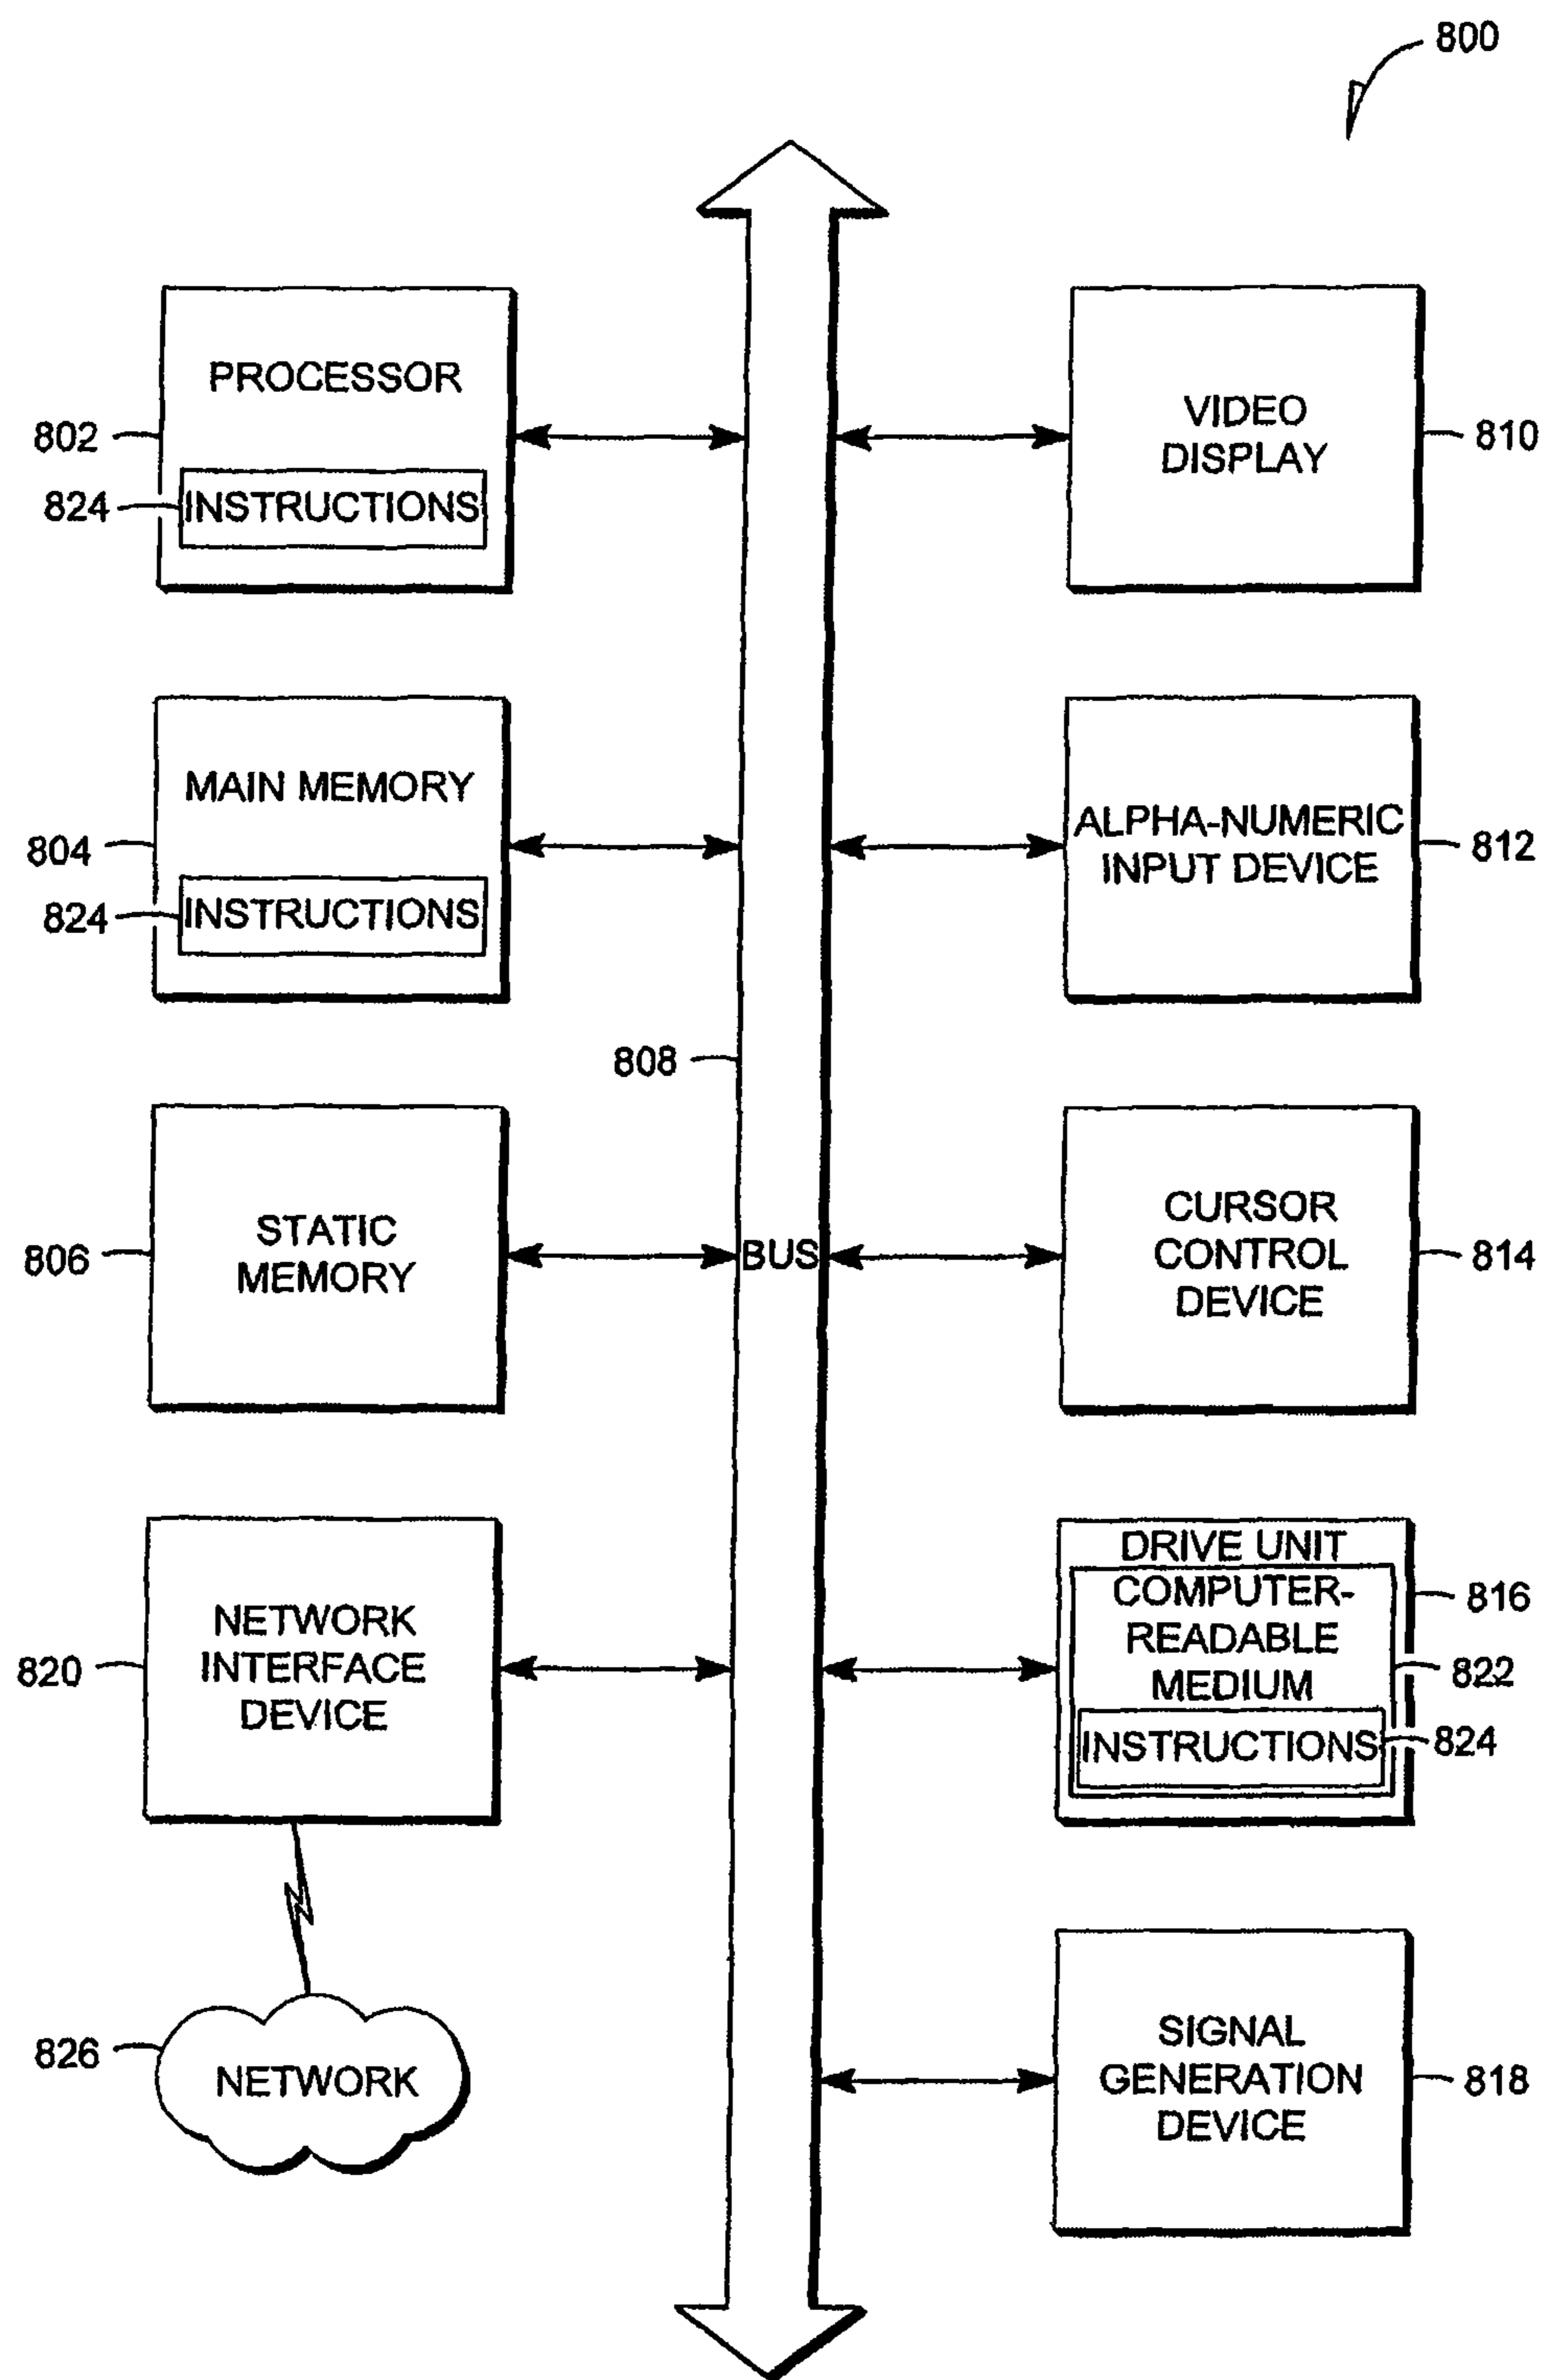 800
PROCESSOR
802
824
INSTRUCTIONS
VIDEO
DISPLAY
810
MAIN MEMORY
804
824
INSTRUCTIONS
ALPHA-NUMERIC
INPUT DEVICE
812
808
BUS
STATIC
MEMORY
806
CURSOR
CONTROL
DEVICE
814
NETWORK
INTERFACE
DEVICE
820
DRIVE UNIT
COMPUTER-
READABLE
MEDIUM
INSTRUCTIONS
816
822
824
826
NETWORK
SIGNAL
GENERATION
DEVICE
818